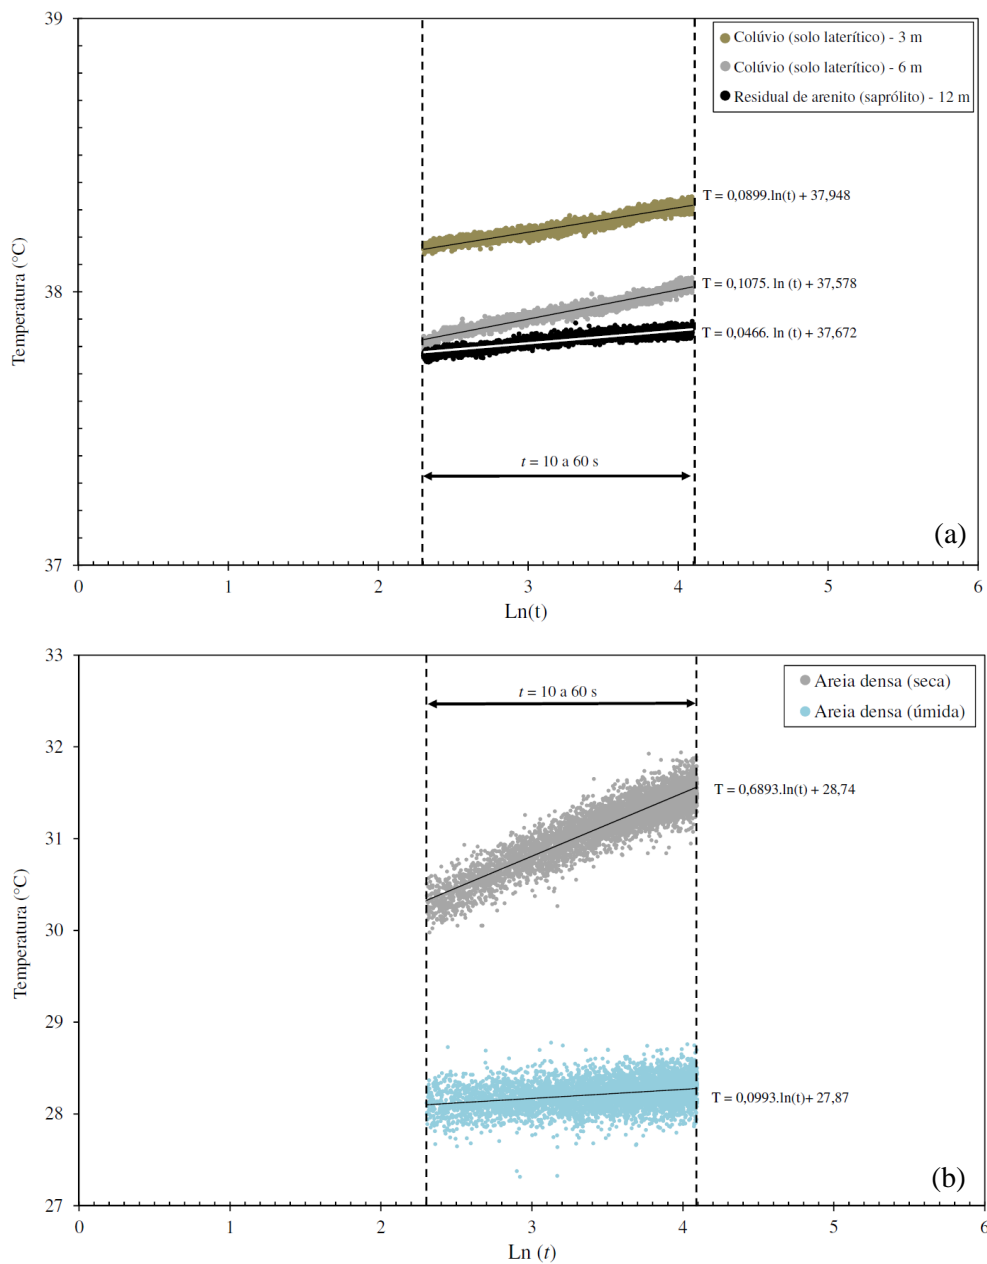 39
Colúvio (solo laterítico) - 3 m
Colúvio (solo laterítico) - 6 m
Residual de arenito (saprólito) - 12 m
T = 0,0899.ln(t) + 37,948
T = 0,1075. ln (t) + 37,578
38
T = 0,0466. ln (t) + 37,672
Temperatura (°C)
t = 10 a 60 s
(a)
37
0 1 2 3 4 5 6
Ln(t)
33
t = 10 a 60 s
Areia densa (seca)
Areia densa (úmida)
32
T = 0,6893.ln(t) + 28,74
31
30
Temperatura (°C)
29
28
T = 0,0993.ln(t)+ 27,87
(b)
27
0 1 2 3 4 5 6
Ln (t)